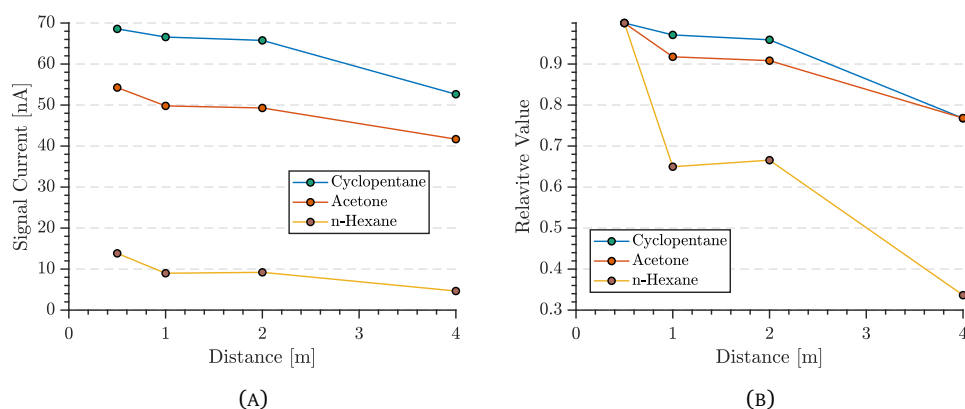 70
60
50
40
30
20
10
0
0
1
2
3
4
Signal Current [nA]
Distance [m]
Cyclopentane
Acetone
n-Hexane
(A)
0.9
0.8
0.7
0.6
0.5
0.4
0.3
0
1
2
3
4
Relavitve Value
Distance [m]
Cyclopentane
Acetone
n-Hexane
(B)